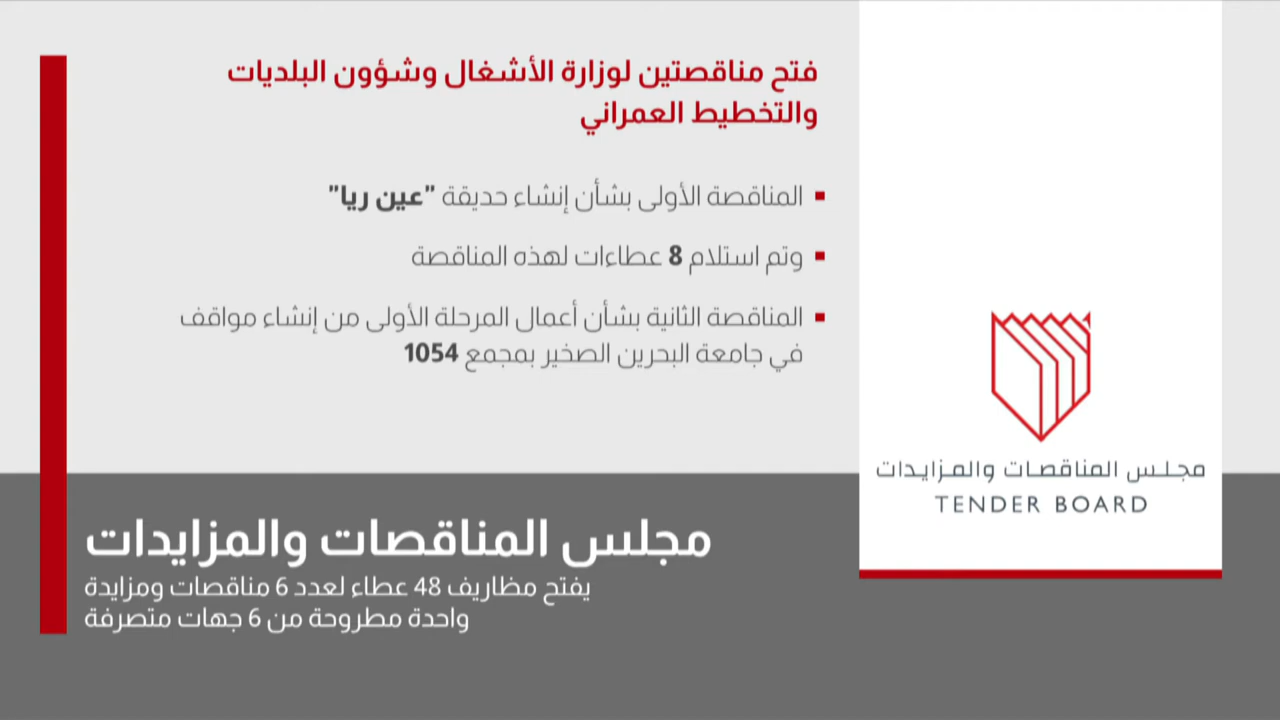 فتح مناقصتين لوزارة الأشغال وشؤون البلديات
والتخطيط العمراني
▪ المناقصة الأولى بشأن إنشاء حديقة "عين ريا"
▪ وتم استلام 8 عطاءات لهذه المناقصة
▪ المناقصة الثانية بشأن أعمال المرحلة الأولى من إنشاء مواقف
في جامعة البحرين الصخير بمجمع 1054
مجلس المناقصات والمزايدات
TENDER BOARD
مجلس المناقصات والمزايدات
يفتح مظاريف 48 عطاء لعدد 6 مناقصات ومزايدة
واحدة مطروحة من 6 جهات متصرفة